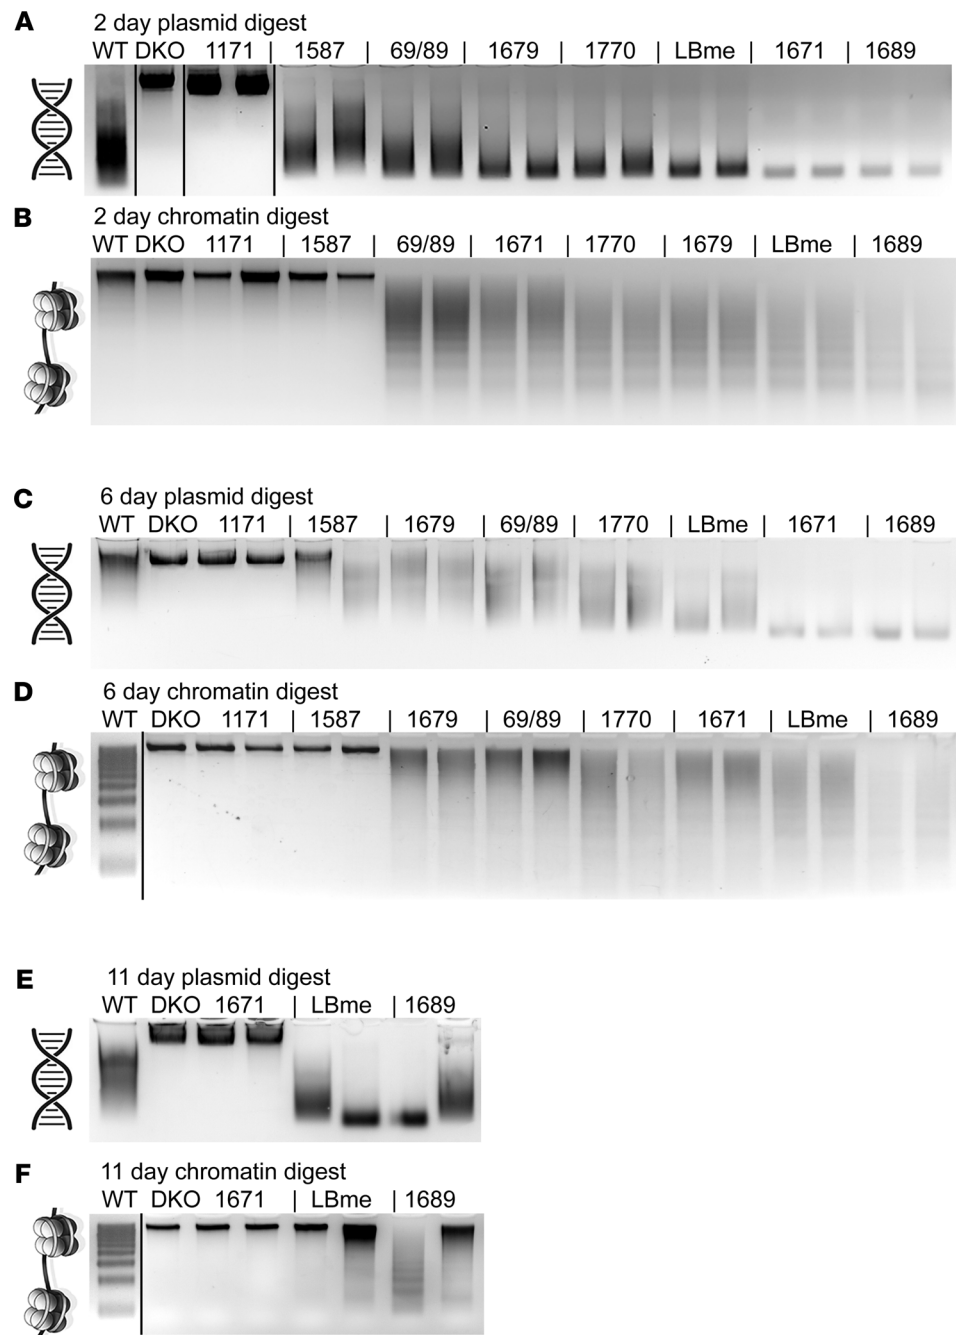 A
2 day plasmid digest
WT DKO 1171 | 1587 | 69/89 | 1679 | 1770 | LBme | 1671 | 1689
B
2 day chromatin digest
WT DKO 1171 | 1587 | 69/89 | 1671 | 1770 | 1679 | LBme | 1689
C
6 day plasmid digest
WT DKO 1171 | 1587 | 1679 | 69/89 | 1770 | LBme | 1671 | 1689
D
6 day chromatin digest
WT DKO 1171 | 1587 | 1679 | 69/89 | 1770 | 1671 | LBme | 1689
E
11 day plasmid digest
WT DKO 1671 | LBme | 1689
F
11 day chromatin digest
WT DKO 1671 | LBme | 1689